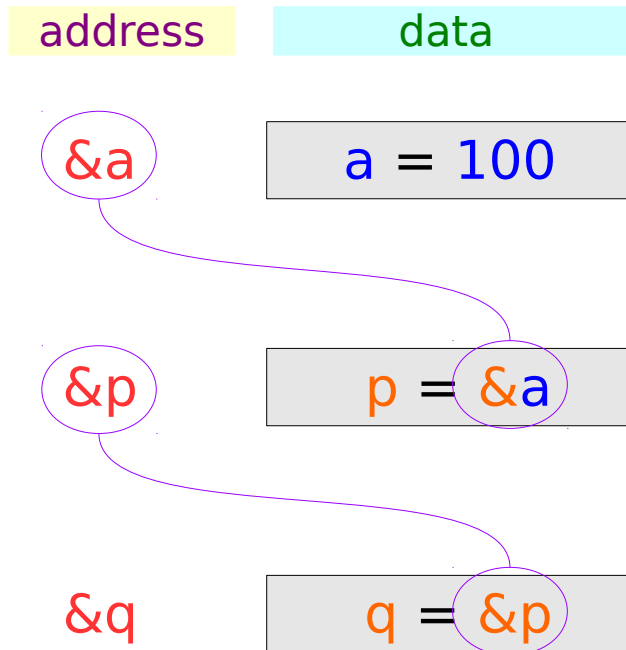 address data
&a a = 100
&p p = &a
&q q = &p